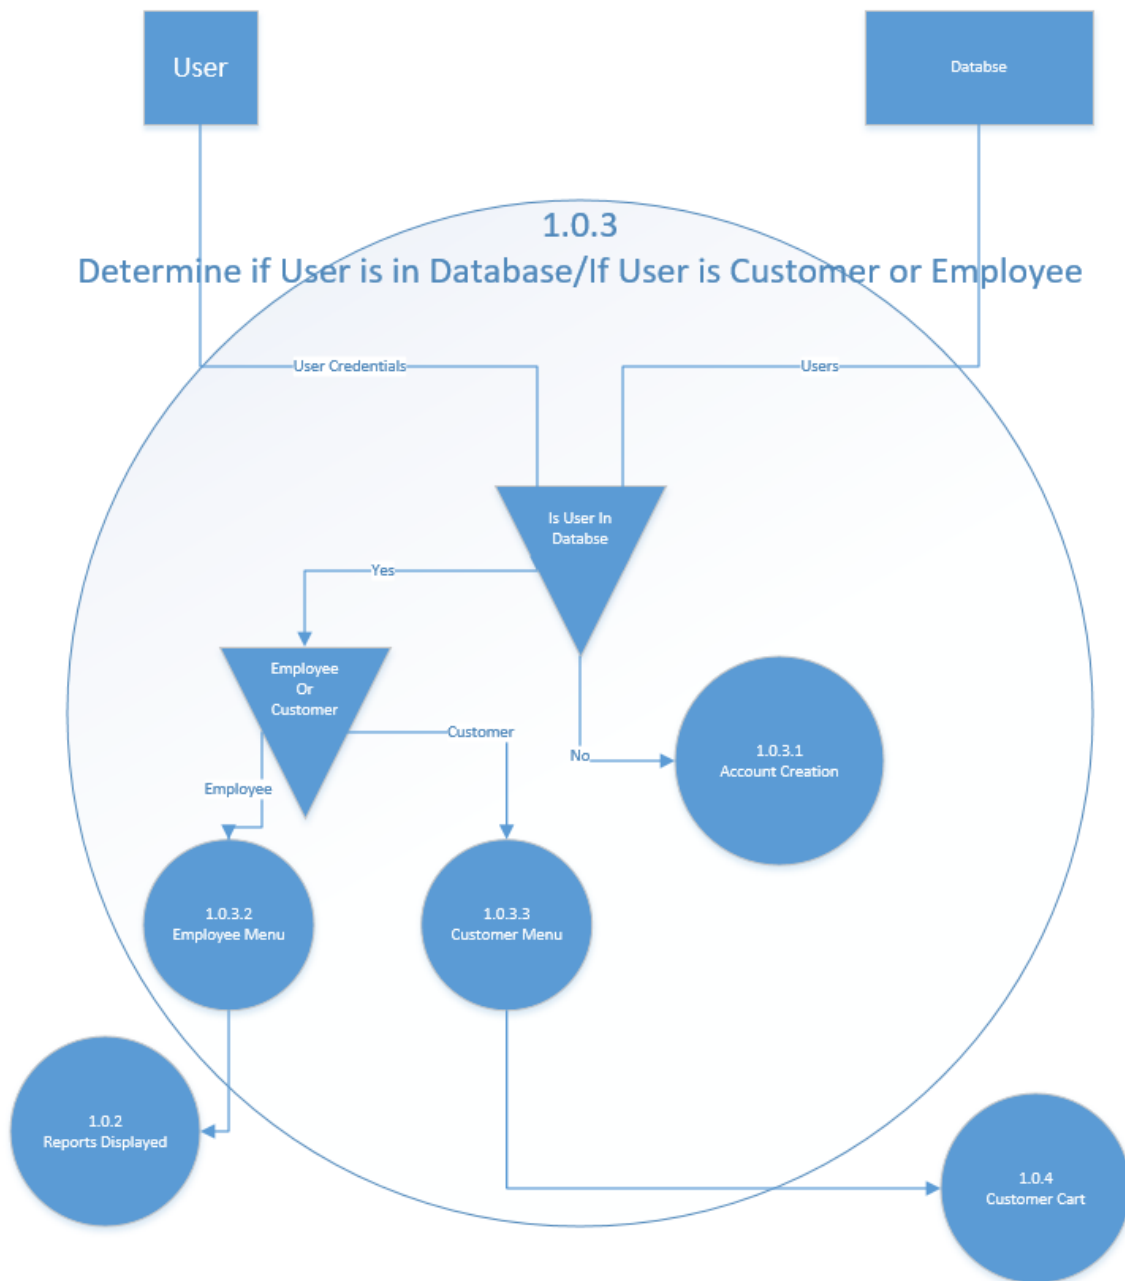 User
Databse
1.0.3
Determine if User is in Database/If User is Customer or Employee
User Credentials
Users
Is User In
Databse
Yes
Employee
Or
Customer
Customer
No
1.0.3.1
Account Creation
Employee
1.0.3.2
Employee Menu
1.0.3.3
Customer Menu
1.0.2
Reports Displayed
1.0.4
Customer Cart